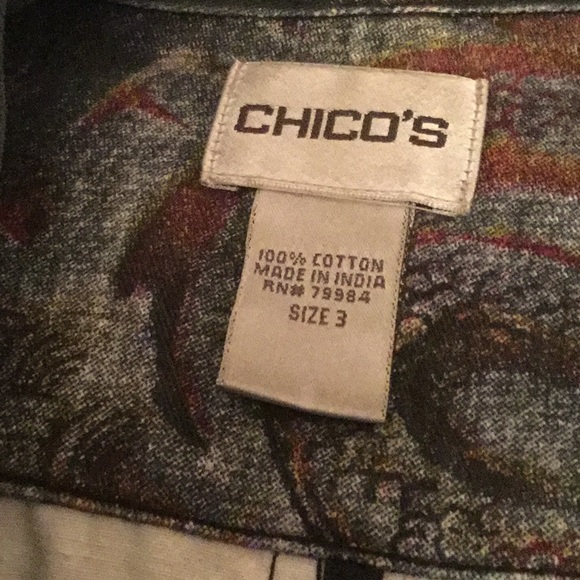 CHICO'S
100% COTTON
MADE IN INDIA
RN# 79984
SIZE 3